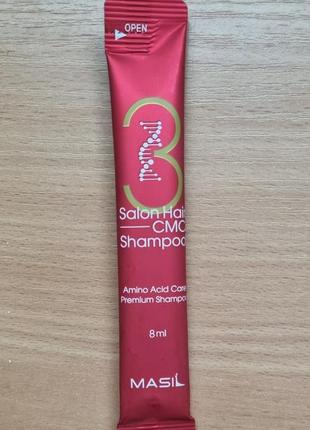 OPEN
3
Salon Hair
CMC
Shampoo
Amino Acid Care
Premium Shampoo
8ml
MASIL